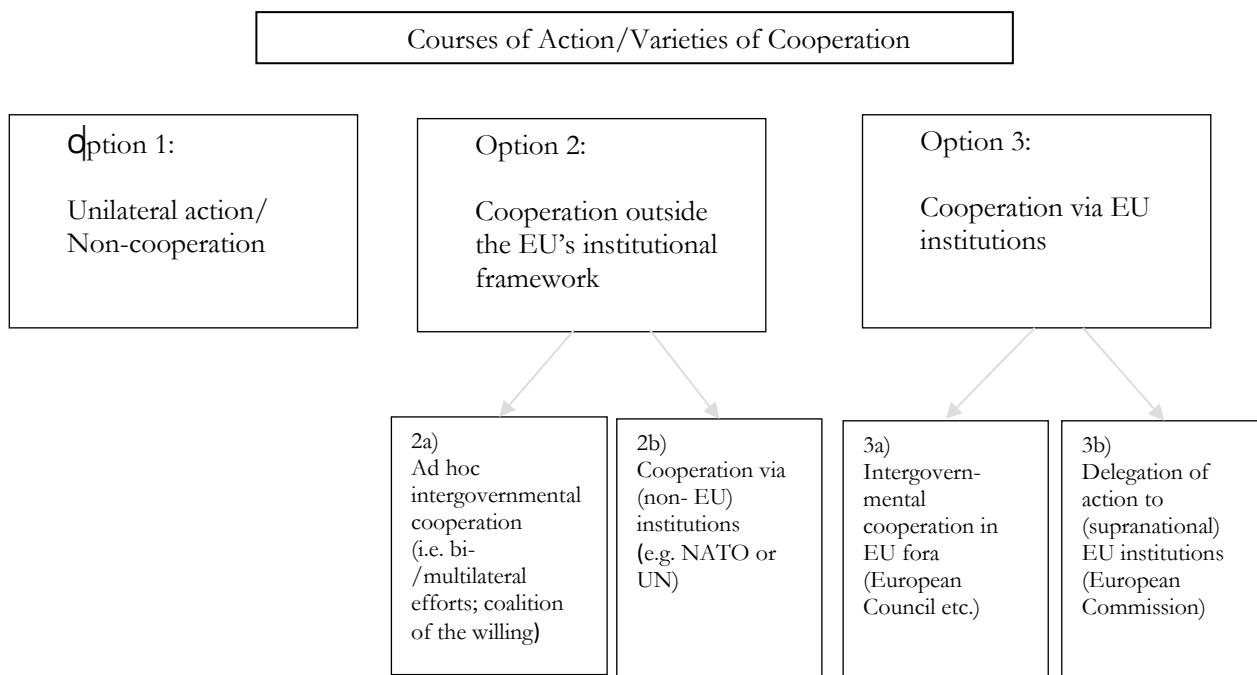 Courses of Action/Varieties of Cooperation
Option 1:
Unilateral action/
Non-cooperation
Option 2:
Cooperation outside
the EU's institutional
framework
Option 3:
Cooperation via EU
institutions
2a)
Ad hoc
intergovernmental
cooperation
(i.e. bi-
/multilateral
efforts; coalition
of the willing)
2b)
Cooperation via
(non- EU)
institutions
(e.g. NATO or
UN)
3a)
Intergovern-
mental
cooperation in
EU fora
(European
Council etc.)
3b)
Delegation of
action to
(supranational)
EU institutions
(European
Commission)